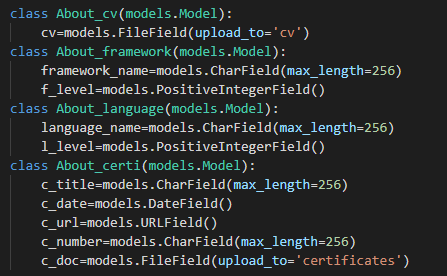 class About_cv(models.Model):
    cv=models.FileField(upload_to='cv')
class About_framework(models.Model):
    framework_name=models.CharField(max_length=256)
    f_level=models.PositiveIntegerField()
class About_language(models.Model):
    language_name=models.CharField(max_length=256)
    l_level=models.PositiveIntegerField()
class About_certi(models.Model):
    c_title=models.CharField(max_length=256)
    c_date=models.DateField()
    c_url=models.URLField()
    c_number=models.CharField(max_length=256)
    c_doc=models.FileField(upload_to='certificates')